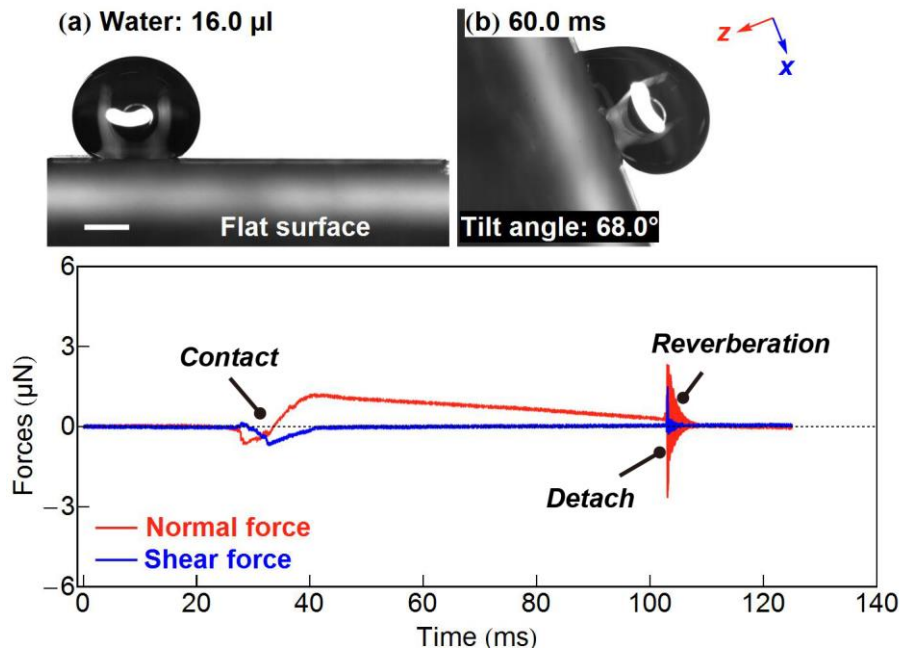 (a) Water: 16.0 µl
(b) 60.0 ms
z
x
Flat surface
Tilt angle: 68.0°
6
3
0
−3
−6
Forces (µN)
Contact
Reverberation
Detach
Normal force
Shear force
0
20
40
60
80
100
120
140
Time (ms)